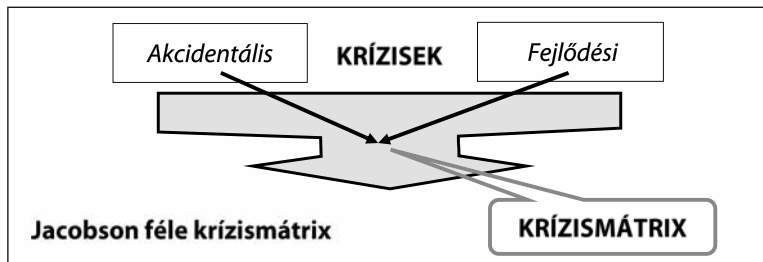 Akcidentális
KRÍZISEK
Fejlődési
Jacobson féle krízismátrix
KRÍZISMÁTRIX